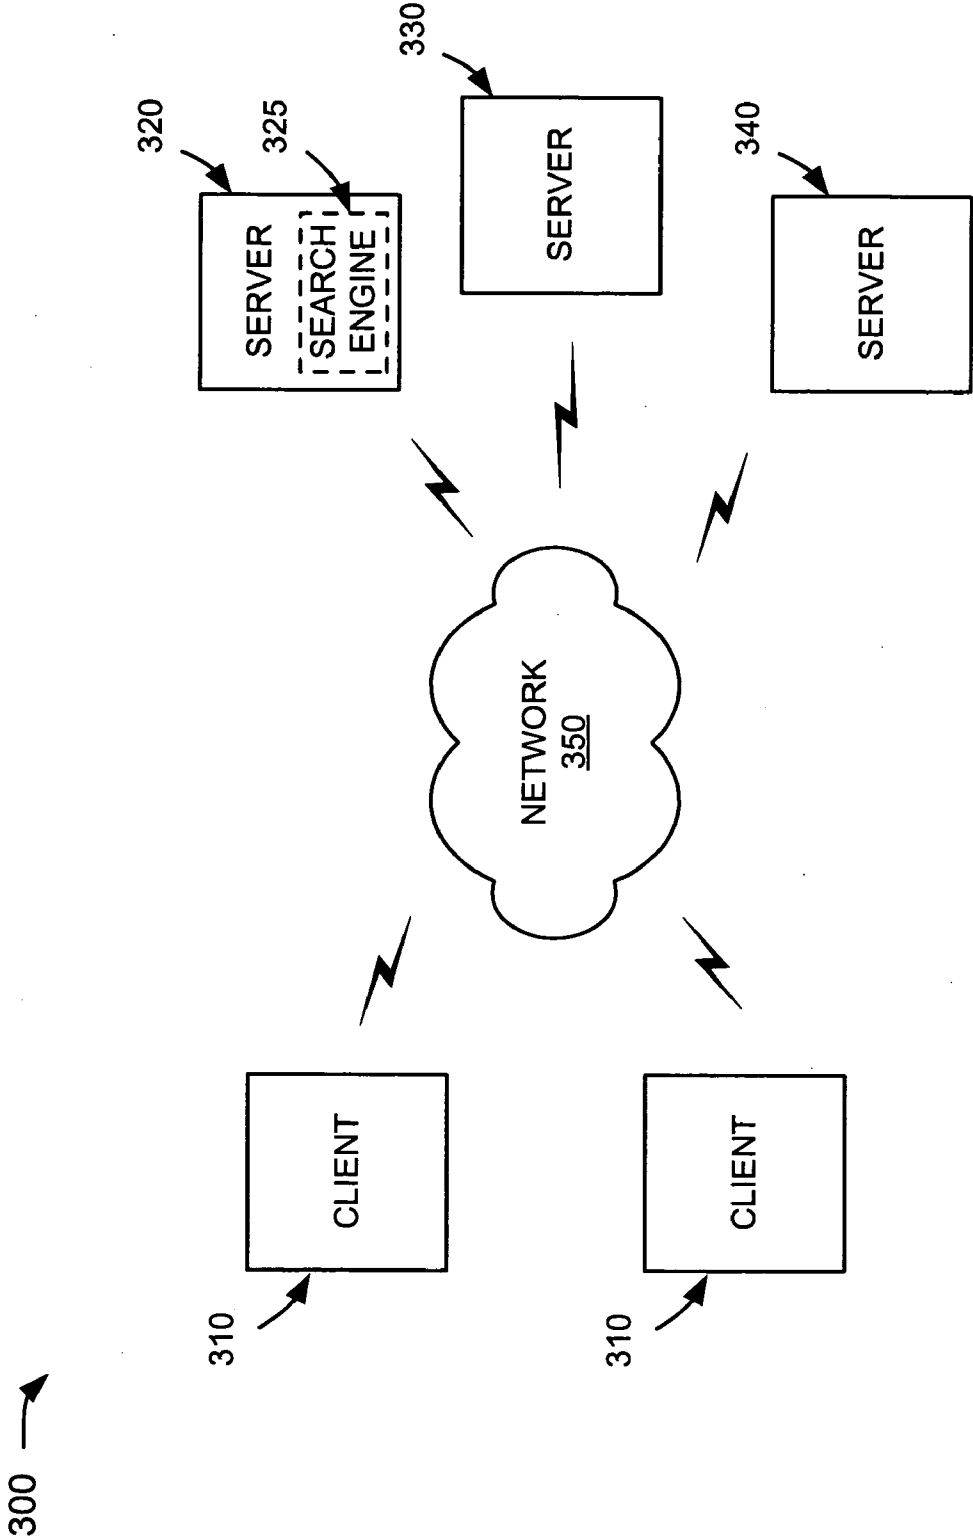 300
310
CLIENT
310
CLIENT
NETWORK
350
320
SERVER
325
SEARCH
ENGINE
330
SERVER
340
SERVER